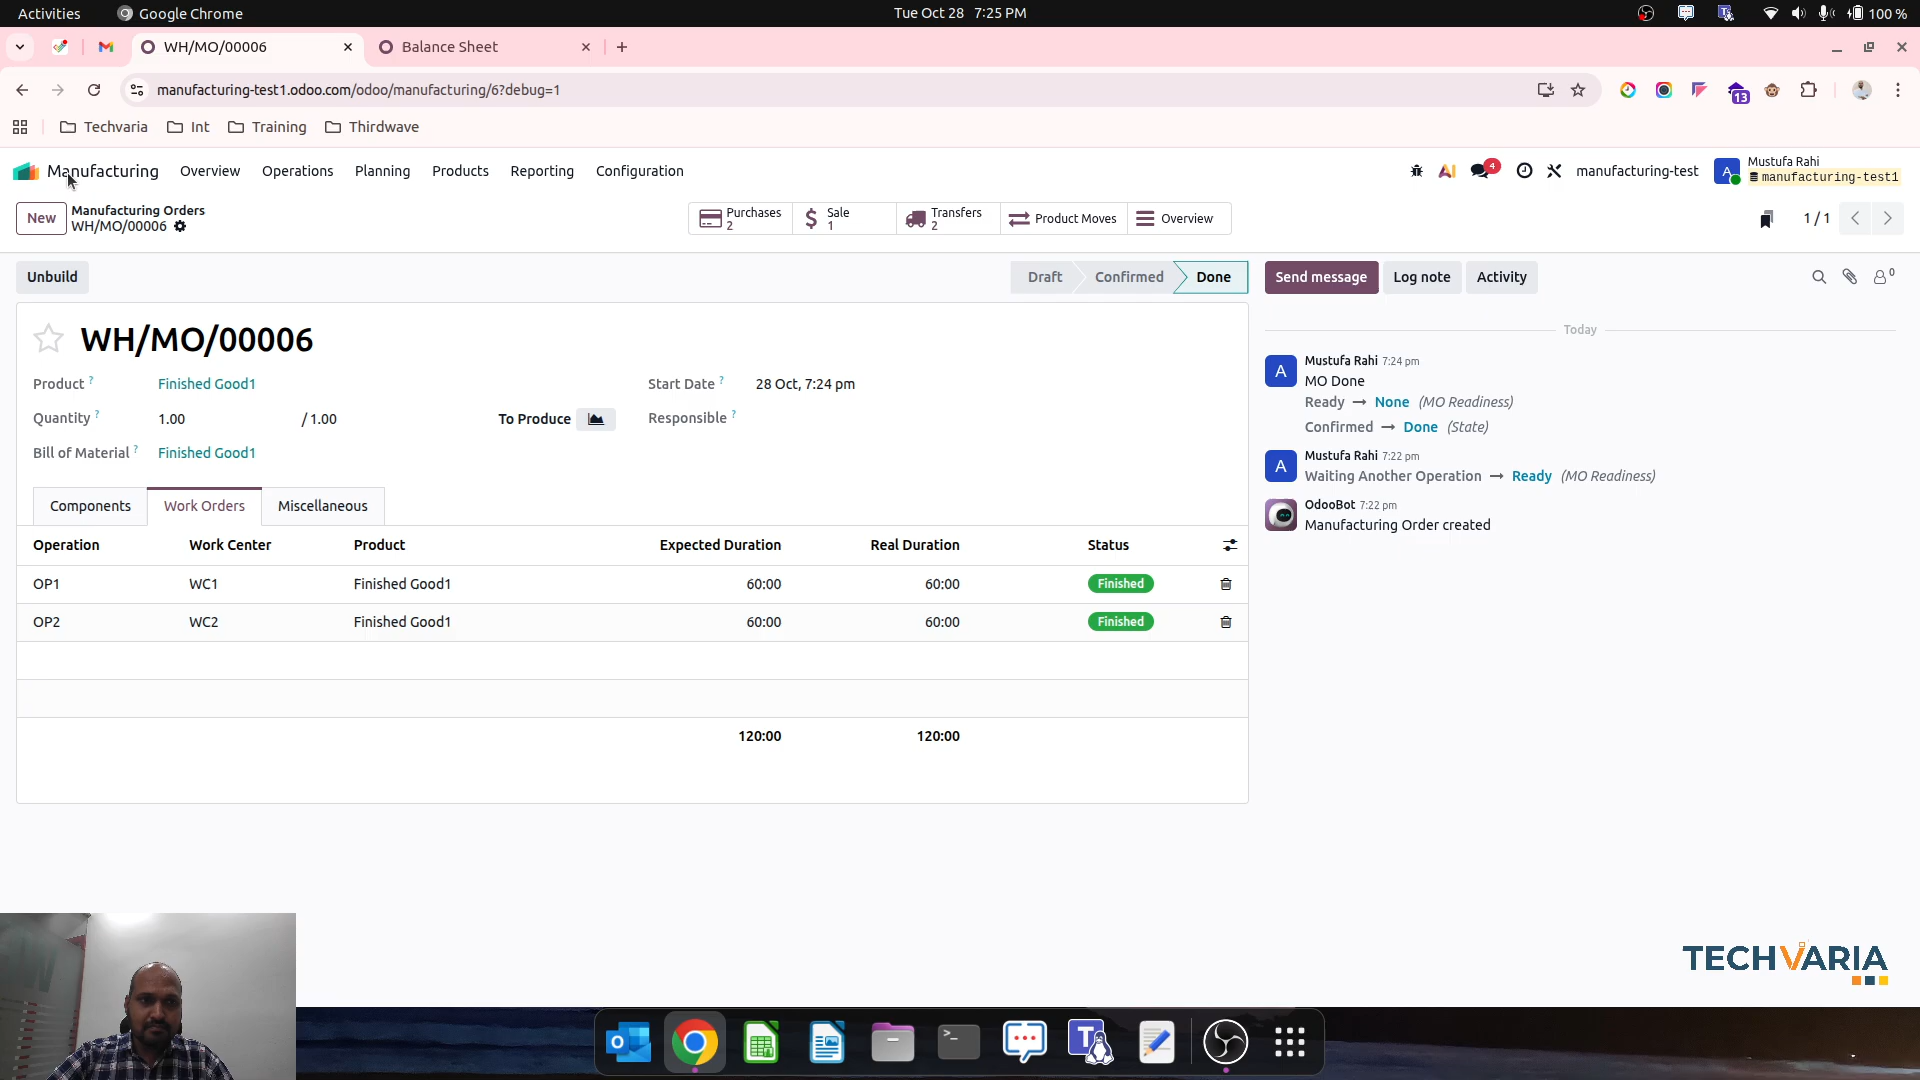 Activities Google Chrome Tue Oct 28 7:25 PM 100 %
WH/MO/00006 Balance Sheet
manufacturing-test1.odoo.com/odoo/manufacturing/6?debug=1 13
Techvaria Int Training Thirdwave
Manufacturing Overview Operations Planning Products Reporting Configuration AI 4 manufacturing-test A Mustufa Rahi
manufacturing-test1
New Manufacturing Orders
WH/MO/00006
Purchases
2
Sale
1
Transfers
2
Product Moves
Overview
1 / 1
Unbuild Draft Confirmed Done Send message Log note Activity 0
WH/MO/00006
Product ? Finished Good1 Start Date ? 28 Oct, 7:24 pm
Quantity ? 1.00 / 1.00 To Produce Responsible ?
Bill of Material ? Finished Good1
Components Work Orders Miscellaneous
Operation Work Center Product Expected Duration Real Duration Status
OP1 WC1 Finished Good1 60:00 60:00 Finished
OP2 WC2 Finished Good1 60:00 60:00 Finished
120:00 120:00
Today
A Mustufa Rahi 7:24 pm
MO Done
Ready → None (MO Readiness)
Confirmed → Done (State)
A Mustufa Rahi 7:22 pm
Waiting Another Operation → Ready (MO Readiness)
OdooBot 7:22 pm
Manufacturing Order created
TECHVARIA